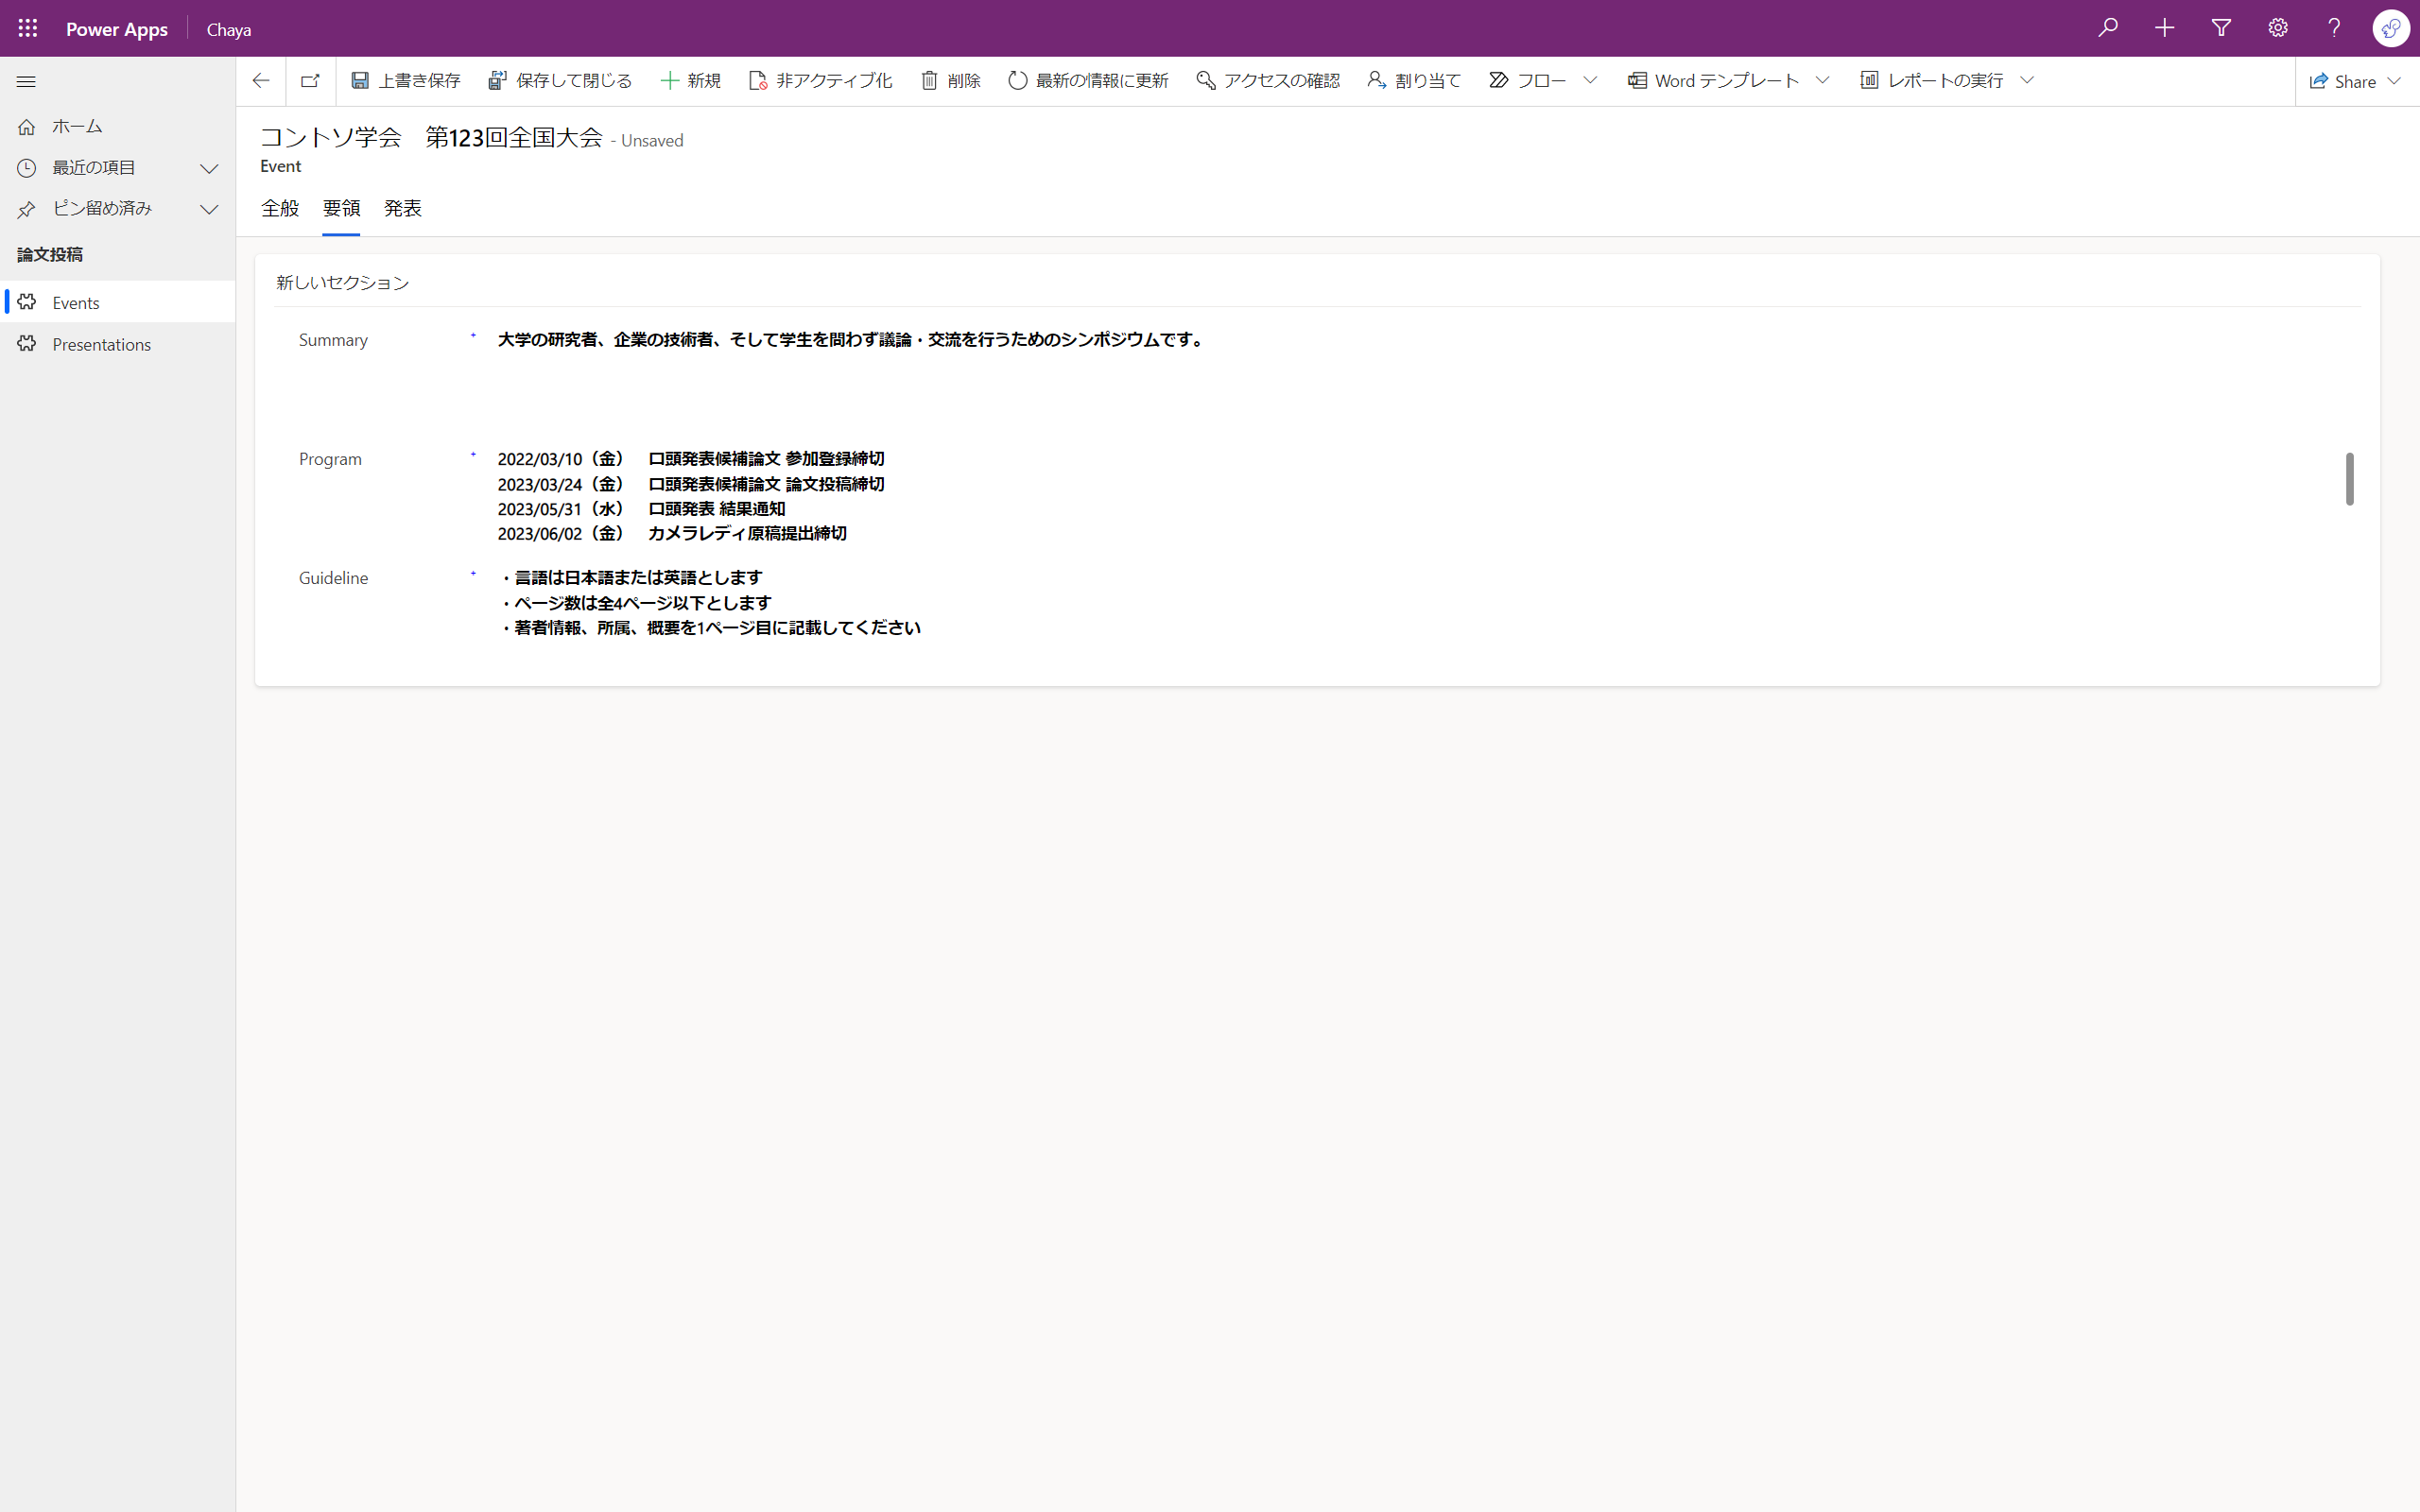 Power Apps Chaya
上書き保存 保存して閉じる 新規 非アクティブ化 削除 最新の情報に更新 アクセスの確認 割り当て フロー Word テンプレート レポートの実行 Share
ホーム
最近の項目
ピン留め済み
論文投稿
Events
Presentations
コントソ学会　第123回全国大会 - Unsaved
Event
全般 要領 発表
新しいセクション
Summary * 大学の研究者、企業の技術者、そして学生を問わず議論・交流を行うためのシンポジウムです。
Program * 2022/03/10（金）　口頭発表候補論文 参加登録締切
2023/03/24（金）　口頭発表候補論文 論文投稿締切
2023/05/31（水）　口頭発表 結果通知
2023/06/02（金）　カメラレディ原稿提出締切
Guideline * ・言語は日本語または英語とします
・ページ数は全4ページ以下とします
・著者情報、所属、概要を1ページ目に記載してください